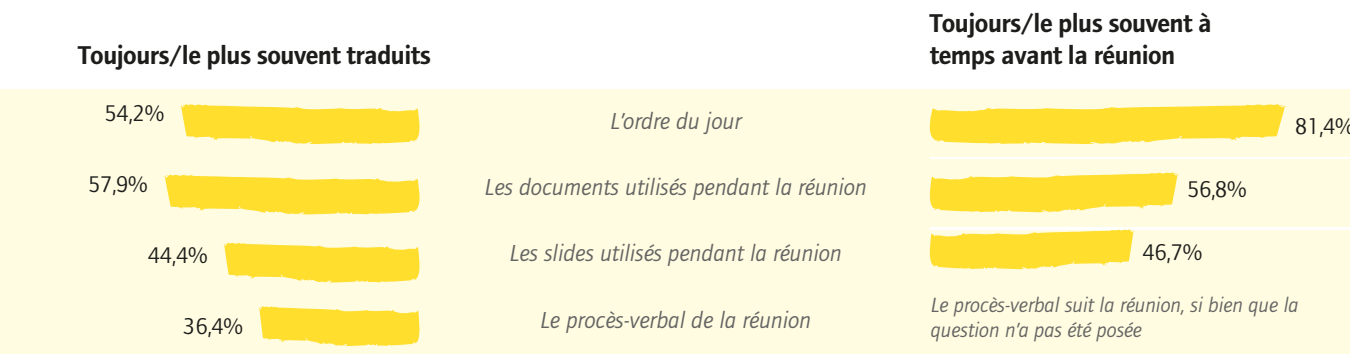 Toujours/le plus souvent traduits
Toujours/le plus souvent à
temps avant la réunion
54,2%
L'ordre du jour
81,4%
57,9%
Les documents utilisés pendant la réunion
56,8%
44,4%
Les slides utilisés pendant la réunion
46,7%
36,4%
Le procès-verbal de la réunion
Le procès-verbal suit la réunion, si bien que la
question n'a pas été posée